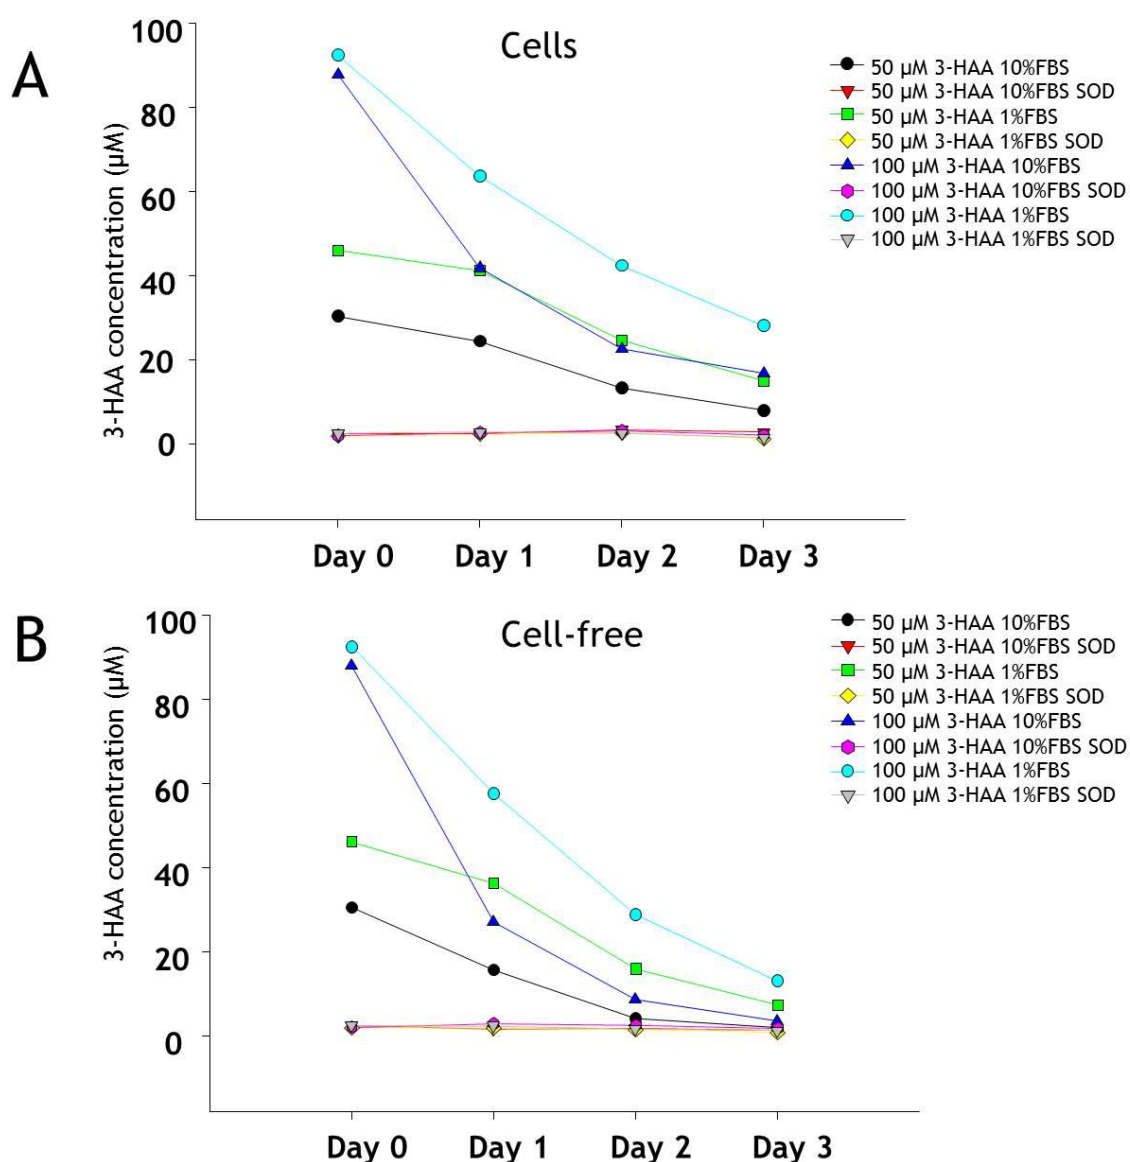 A
Cells
100
80
60
40
20
0
3-HAA concentration (µM)
Day 0 Day 1 Day 2 Day 3
50 µM 3-HAA 10%FBS
50 µM 3-HAA 10%FBS SOD
50 µM 3-HAA 1%FBS
50 µM 3-HAA 1%FBS SOD
100 µM 3-HAA 10%FBS
100 µM 3-HAA 10%FBS SOD
100 µM 3-HAA 1%FBS
100 µM 3-HAA 1%FBS SOD
B
Cell-free
100
80
60
40
20
0
3-HAA concentration (µM)
Day 0 Day 1 Day 2 Day 3
50 µM 3-HAA 10%FBS
50 µM 3-HAA 10%FBS SOD
50 µM 3-HAA 1%FBS
50 µM 3-HAA 1%FBS SOD
100 µM 3-HAA 10%FBS
100 µM 3-HAA 10%FBS SOD
100 µM 3-HAA 1%FBS
100 µM 3-HAA 1%FBS SOD